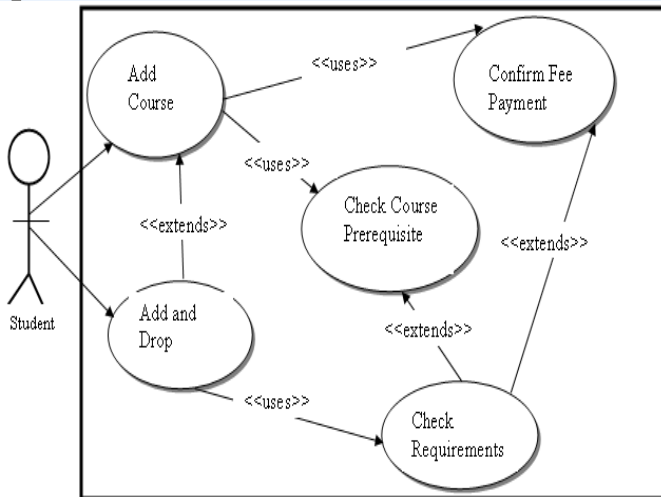 Add
Course
<<uses>>
Confirm Fee
Payment
<<uses>>
Check Course
Prerequisite
<<extends>>
<<extends>>
Student
Add and
Drop
<<extends>>
<<uses>>
Check
Requirements